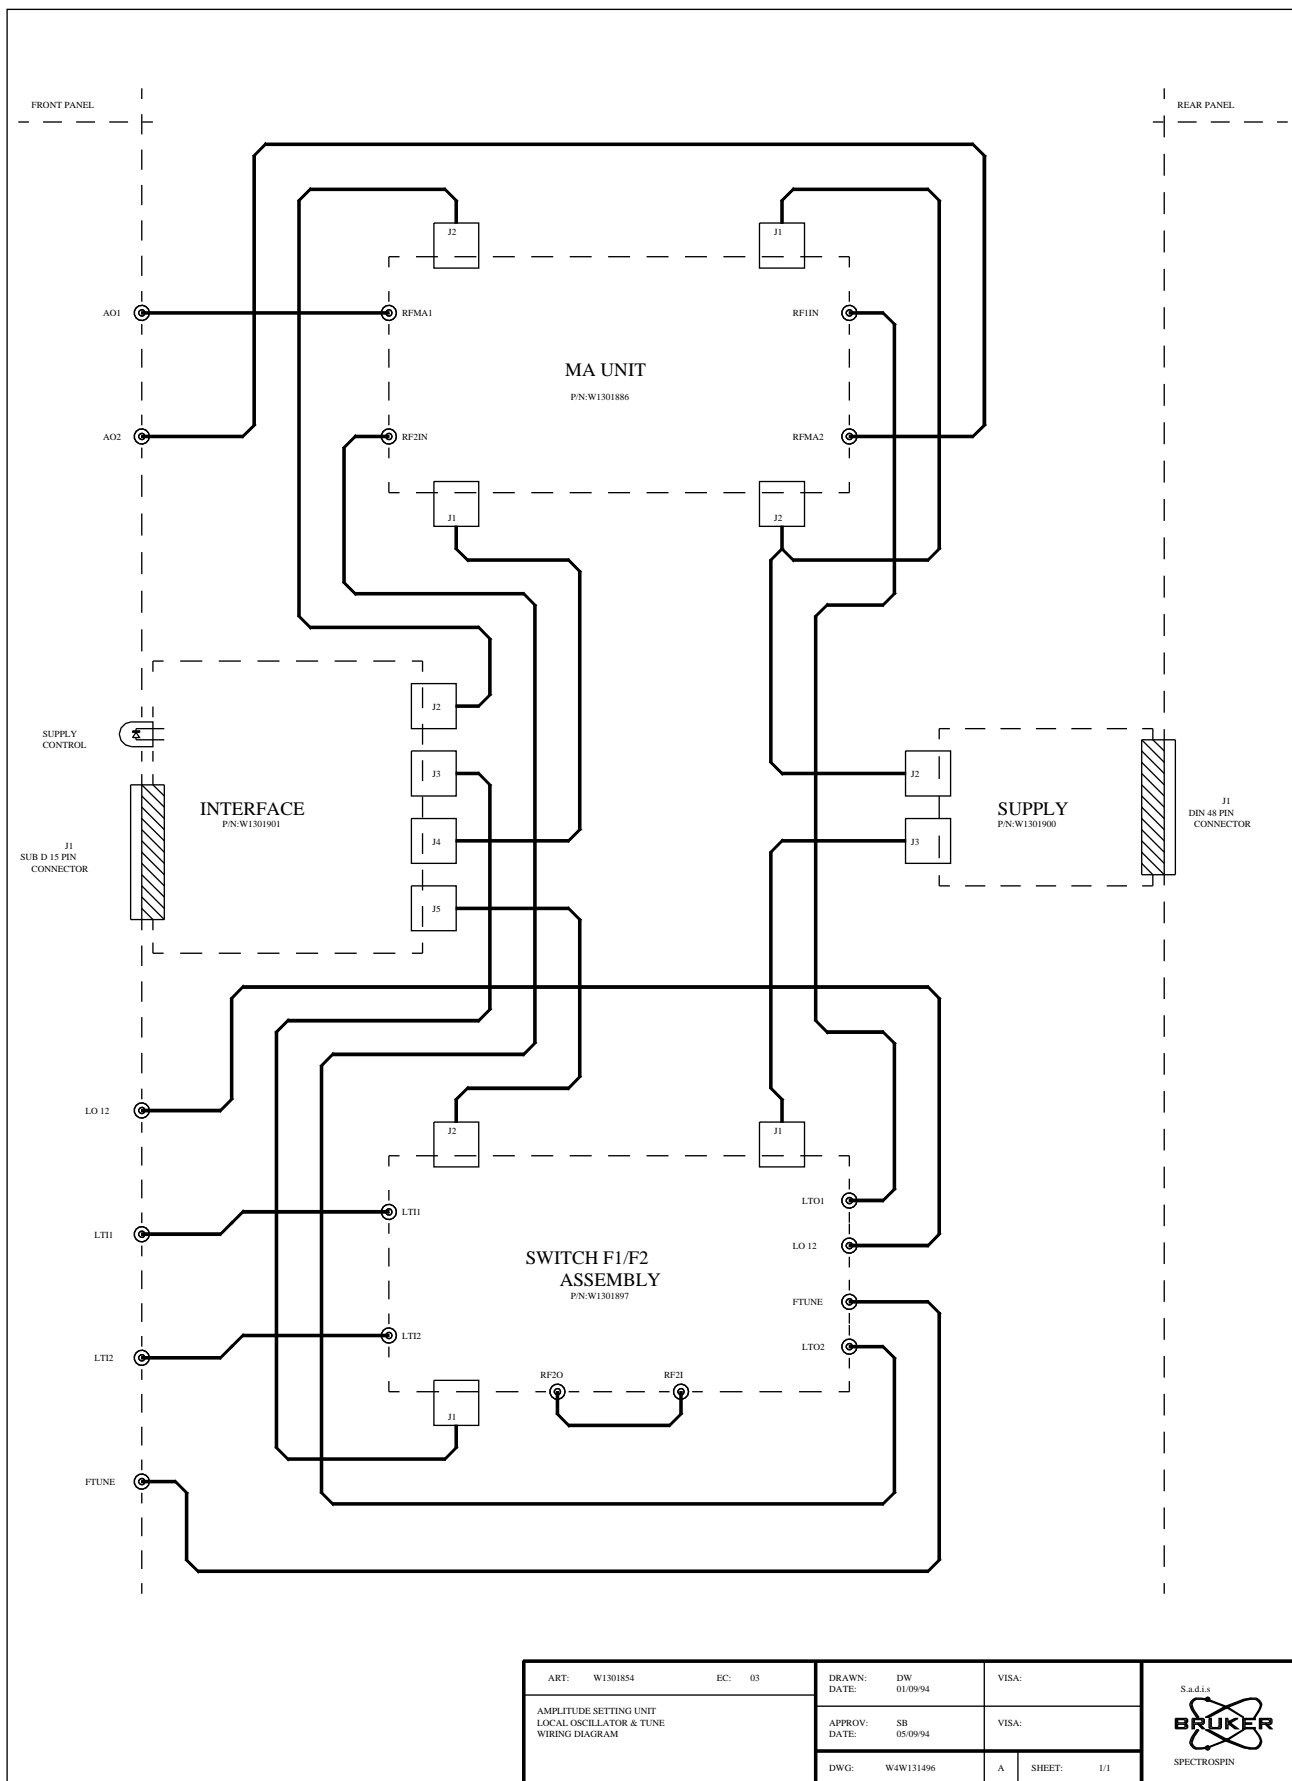 FRONT PANEL
REAR PANEL
J2
J1
AO1
RFMA1
RF1IN
MA UNIT
P/N:W1301886
AO2
RF2IN
RFMA2
J1
J2
J2
SUPPLY
CONTROL
J3
J2
INTERFACE
P/N:W1301901
SUPPLY
P/N:W1301900
J1
DIN 48 PIN
CONNECTOR
J4
J3
J1
SUB D 15 PIN
CONNECTOR
J5
LO 12
J2
J1
LTO1
LTI1
LTI1
LO 12
SWITCH F1/F2
ASSEMBLY
P/N:W1301897
FTUNE
LTI2
LTI2
LTO2
RF2O
RF2I
J1
FTUNE
ART: W1301854 EC: 03
AMPLITUDE SETTING UNIT
LOCAL OSCILLATOR & TUNE
WIRING DIAGRAM
DRAWN: DW
DATE: 01/09/94
VISA:
APPROV: SB
DATE: 05/09/94
VISA:
DWG: W4W131496
A
SHEET: 1/1
S.a.d.i.s
BRUKER
SPECTROSPIN